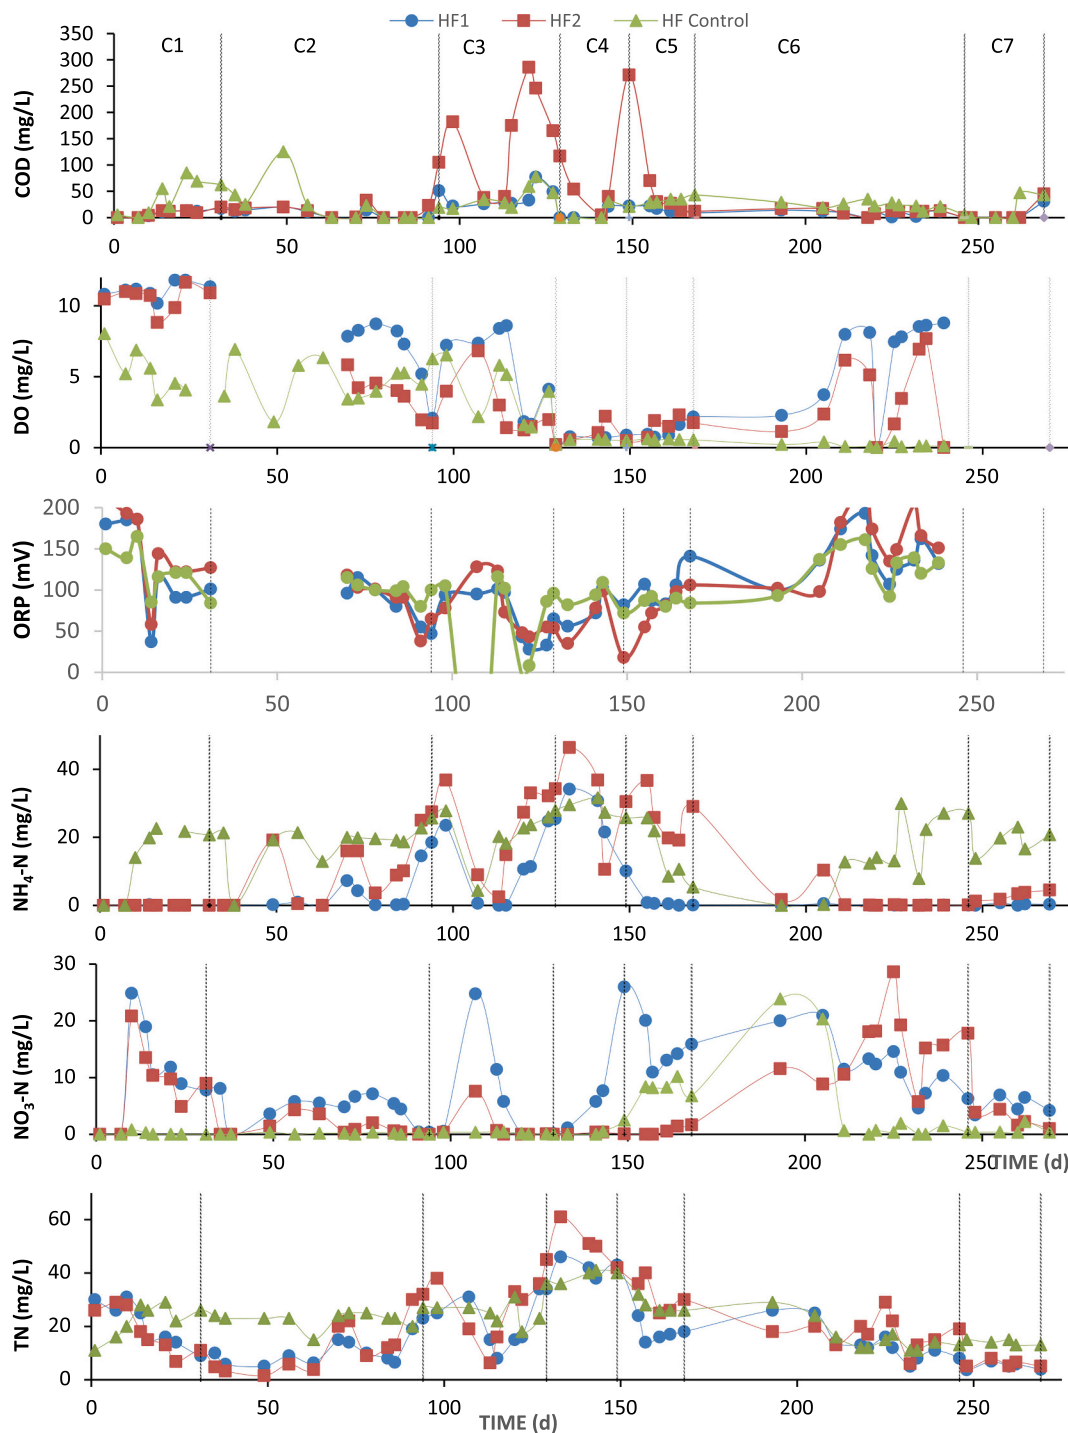 HF1 HF2 HF Control
C1 C2 C3 C4 C5 C6 C7
COD (mg/L)
350
300
250
200
150
100
50
0
0 50 100 150 200 250
DO (mg/L)
10
5
0
0 50 100 150 200 250
ORP (mV)
200
150
100
50
0
0 50 100 150 200 250
NH4-N (mg/L)
40
20
0
0 50 100 150 200 250
NO3-N (mg/L)
30
20
10
0
0 50 100 150 200 250 TIME (d)
TN (mg/L)
60
40
20
0
0 50 100 150 200 250
TIME (d)